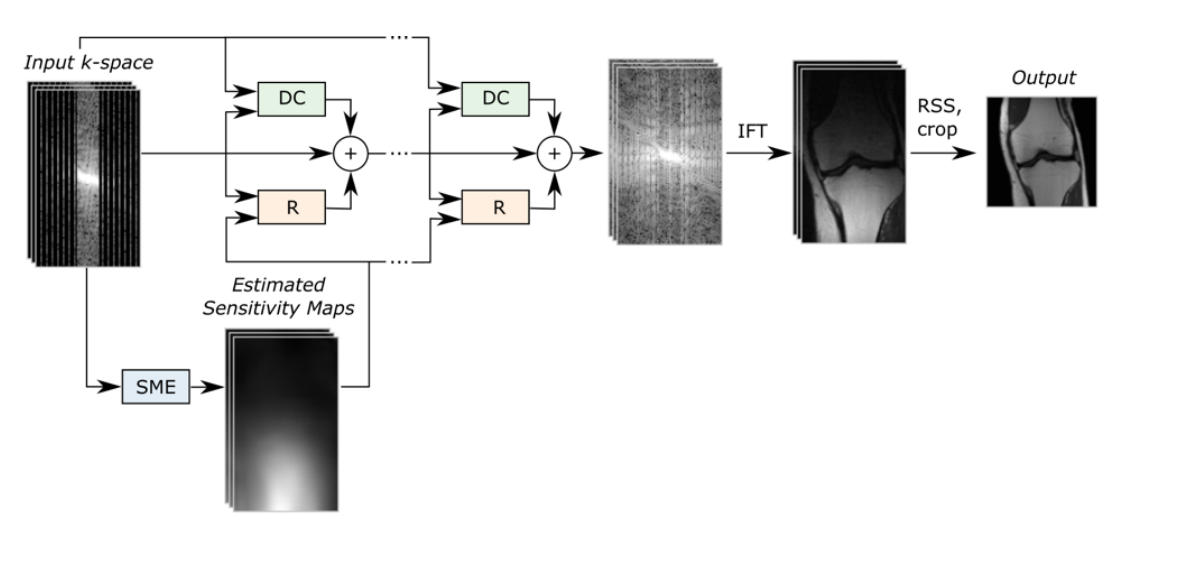 Input k-space
DC
DC
+
+
R
R
IFT
RSS,
crop
Output
Estimated
Sensitivity Maps
SME